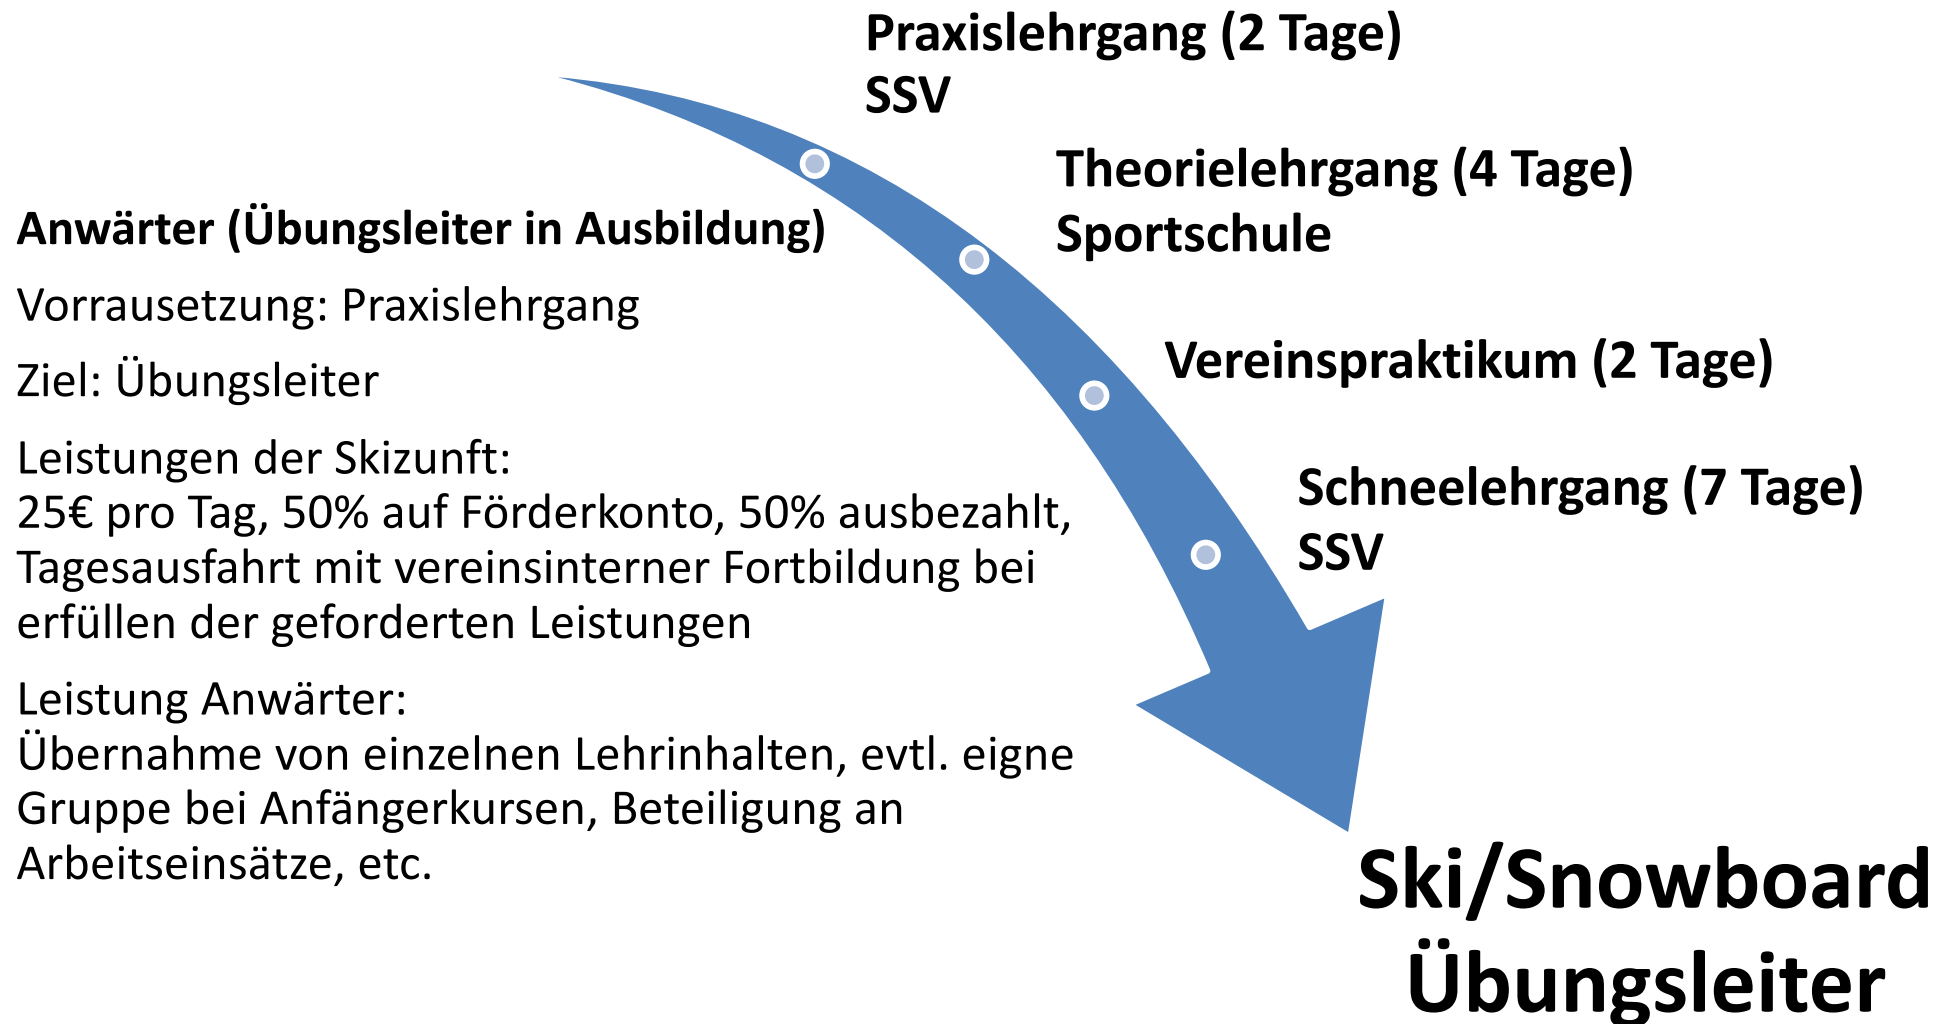 Praxislehrgang (2 Tage)
SSV
Theorielehrgang (4 Tage)
Sportschule
Vereinspraktikum (2 Tage)
Schneelehrgang (7 Tage)
SSV
Ski/Snowboard
Übungsleiter
Anwärter (Übungsleiter in Ausbildung)
Vorrausetzung: Praxislehrgang
Ziel: Übungsleiter
Leistungen der Skizunft:
25€ pro Tag, 50% auf Förderkonto, 50% ausbezahlt,
Tagesausfahrt mit vereinsinterner Fortbildung bei
erfüllen der geforderten Leistungen
Leistung Anwärter:
Übernahme von einzelnen Lehrinhalten, evtl. eigne
Gruppe bei Anfängerkursen, Beteiligung an
Arbeitseinsätze, etc.